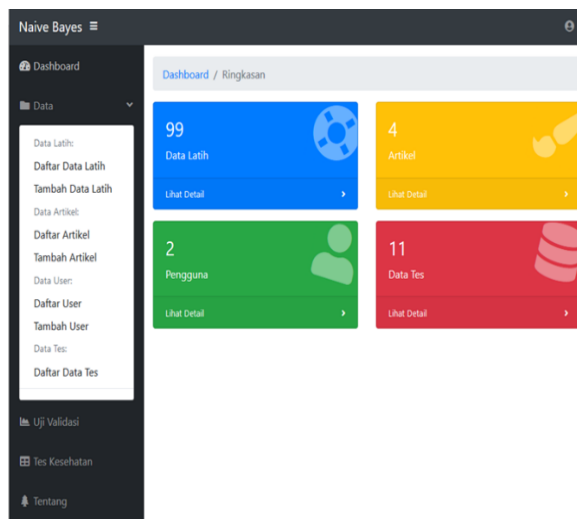 Naive Bayes
Dashboard
Data
Data Latih:
Daftar Data Latih
Tambah Data Latih
Data Artikel:
Daftar Artikel
Tambah Artikel
Data User:
Daftar User
Tambah User
Data Tes:
Daftar Data Tes
Uji Validasi
Tes Kesehatan
Tentang
Dashboard / Ringkasan
99
Data Latih
Lihat Detail
4
Artikel
Lihat Detail
2
Pengguna
Lihat Detail
11
Data Tes
Lihat Detail